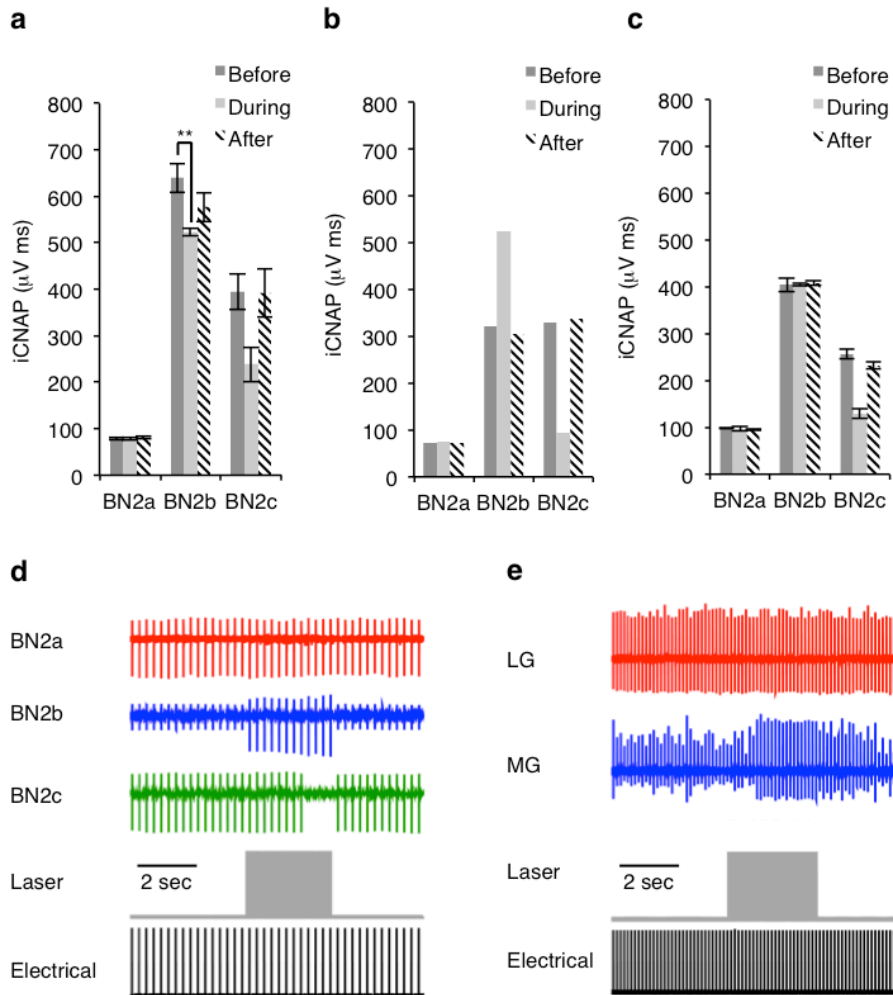 a
Before
During
After
iCNAP (μV ms)
800
700
600
500
400
300
200
100
0
**
BN2a BN2b BN2c
b
Before
During
After
iCNAP (μV ms)
800
700
600
500
400
300
200
100
0
BN2a BN2b BN2c
c
Before
During
After
iCNAP (μV ms)
800
700
600
500
400
300
200
100
0
BN2a BN2b BN2c
d
BN2a
BN2b
BN2c
Laser
2 sec
Electrical
e
LG
MG
Laser
2 sec
Electrical